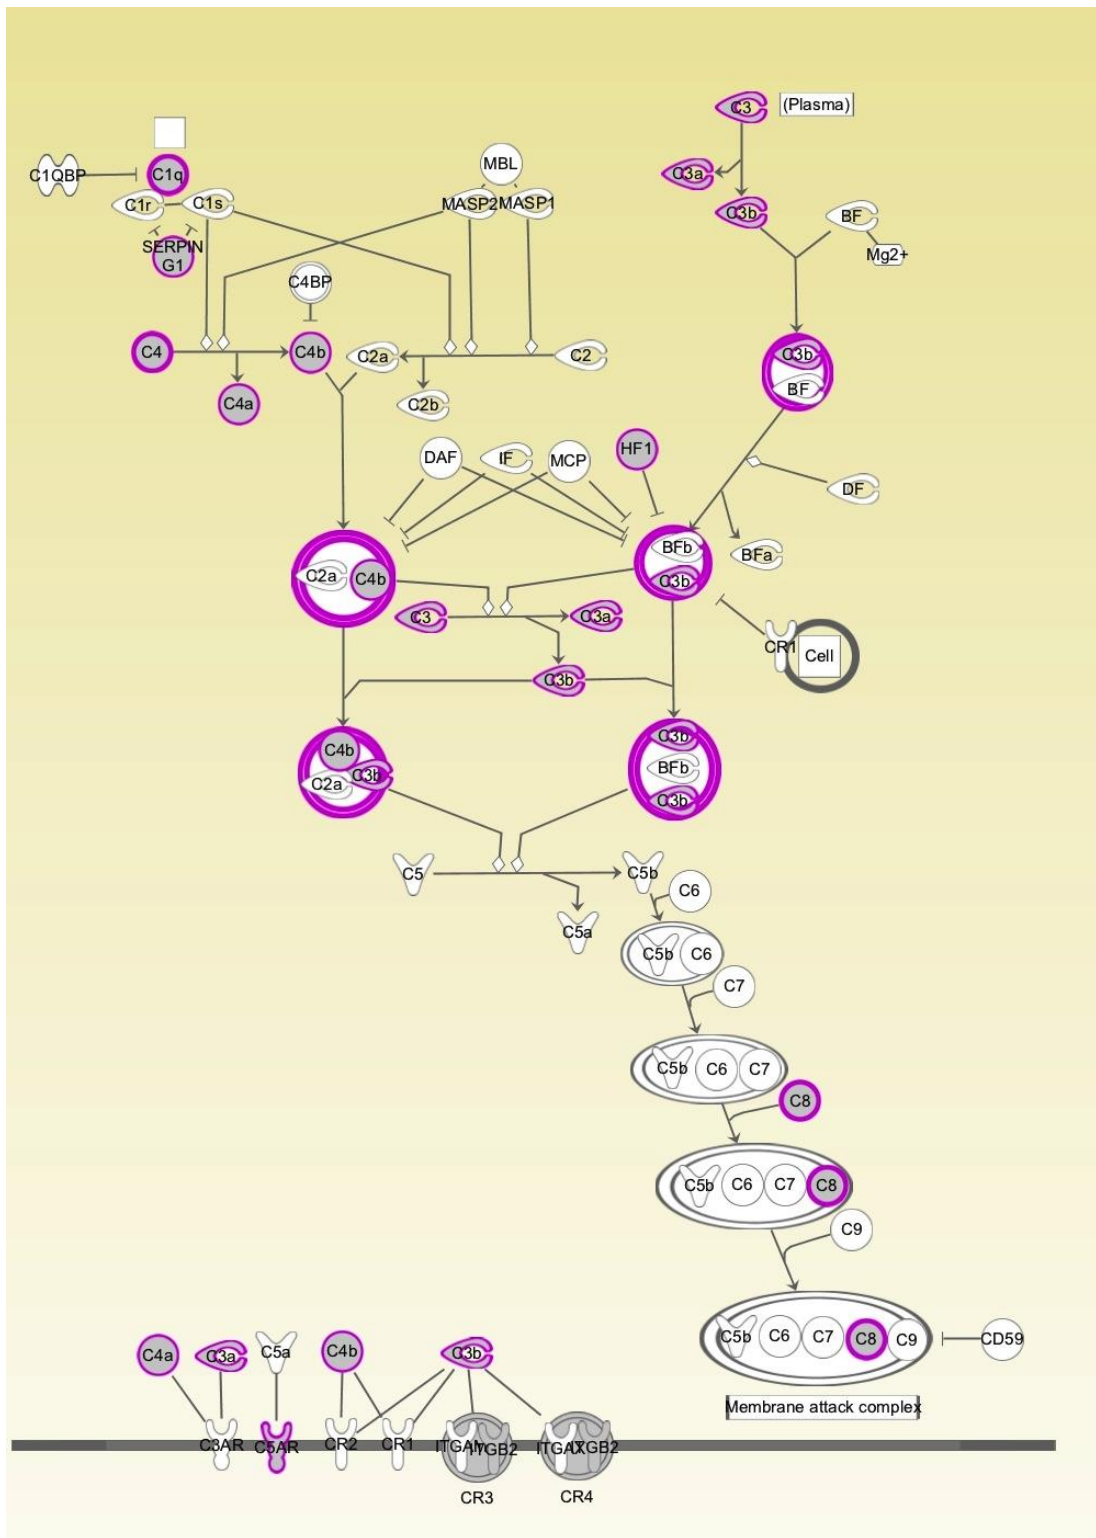 C3
(Plasma)
C1QBP
C1q
MBL
C3a
C1r
C1s
MASP2
MASP1
C3b
BF
Mg2+
SERPIN
G1
C4BP
C4
C4b
C2a
C2
C3b
BF
C4a
C2b
DAF
IF
MCP
HF1
DF
BFb
BFa
C2a
C4b
C3b
C3
C3a
CR1
Cell
C3b
C4b
C3b
C2a
C3b
BFb
C3b
C5
C5b
C6
C5a
C5b
C6
C7
C5b
C6
C7
C8
C5b
C6
C7
C8
C9
C5b
C6
C7
C8
C9
CD59
Membrane attack complex
C4a
C3a
C5a
C4b
C3b
C3AR
C5AR
CR2
CR1
ITGAM
ITGB2
ITGAX
ITGB2
CR3
CR4